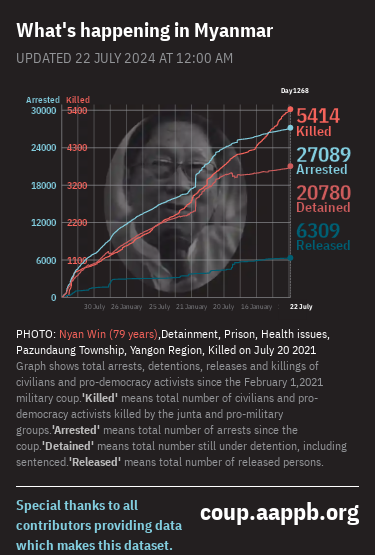 What's happening in Myanmar
UPDATED 22 JULY 2024 AT 12:00 AM
Day1268
Arrested Killed
30000 5400
24000 4300
18000 3200
12000 2200
6000 1100
0
5414
Killed
27089
Arrested
20780
Detained
6309
Released
30 July 26 January 25 July 21 January 20 July 16 January 22 July
PHOTO: Nyan Win (79 years),Detainment, Prison, Health issues,
Pazundaung Township, Yangon Region, Killed on July 20 2021
Graph shows total arrests, detentions, releases and killings of
civilians and pro-democracy activists since the February 1,2021
military coup.'Killed' means total number of civilians and pro-
democracy activists killed by the junta and pro-military
groups.'Arrested' means total number of arrests since the
coup.'Detained' means total number still under detention, including
sentenced.'Released' means total number of released persons.
Special thanks to all
contributors providing data
which makes this dataset.
coup.aappb.org